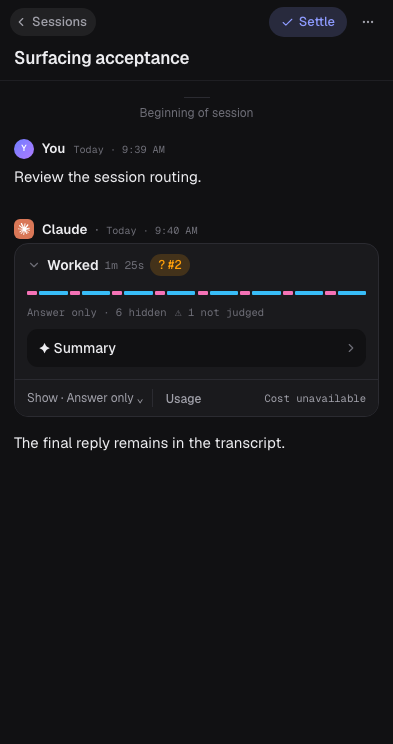 Sessions
Settle
Surfacing acceptance
Beginning of session
Y You Today · 9:39 AM
Review the session routing.
Claude · Today · 9:40 AM
Worked 1m 25s ? #2
Answer only · 6 hidden ⚠ 1 not judged
Summary
Show · Answer only Usage Cost unavailable
The final reply remains in the transcript.